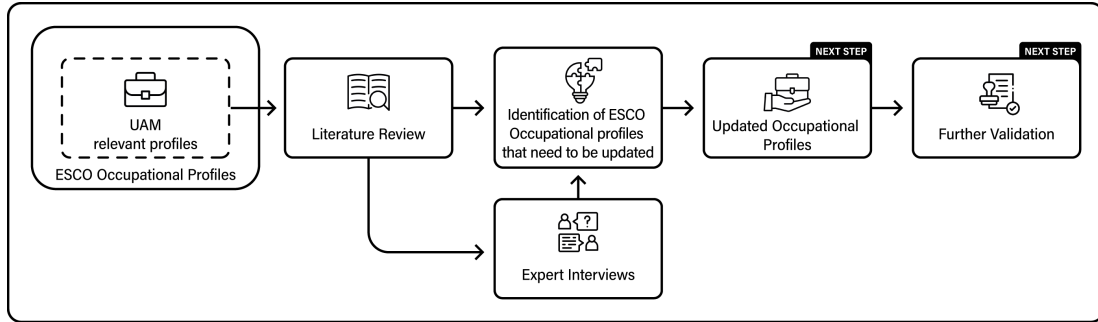 UAM
relevant profiles
ESCO Occupational Profiles
Literature Review
Identification of ESCO
Occupational profiles
that need to be updated
?
Expert Interviews
NEXT STEP
Updated Occupational
Profiles
NEXT STEP
Further Validation